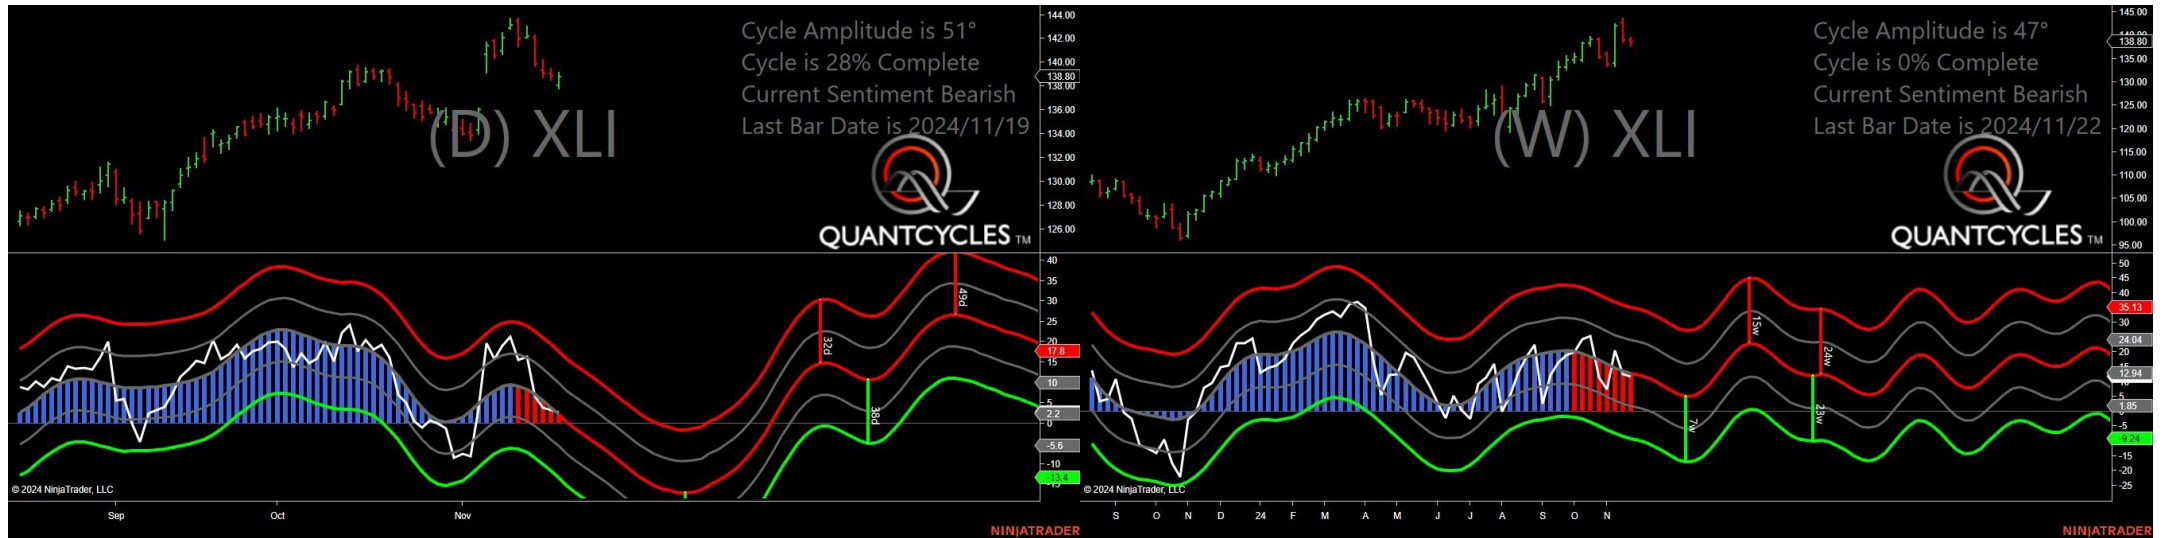 Cycle Amplitude is 51°
Cycle is 28% Complete
Current Sentiment Bearish
Last Bar Date is 2024/11/19
(D) XLI
QUANTCYCLES TM
144.00
142.00
140.00
138.80
138.00
136.00
134.00
132.00
130.00
128.00
126.00
40
35
30
25
20
17.8
15
10
2.2
0
-5.6
-10
-13.4
32d
38d
49d
© 2024 NinjaTrader, LLC
Sep Oct Nov
NINJATRADER
Cycle Amplitude is 47°
Cycle is 0% Complete
Current Sentiment Bearish
Last Bar Date is 2024/11/22
(W) XLI
QUANTCYCLES TM
145.00
138.80
135.00
130.00
125.00
120.00
115.00
110.00
105.00
100.00
95.00
50
45
40
35.13
30
24.04
20
12.94
5
1.85
-5
-9.24
-15
-20
-25
7w
15w
23w
24w
© 2024 NinjaTrader, LLC
S O N D 24 F M A M J J A S O N
NINJATRADER